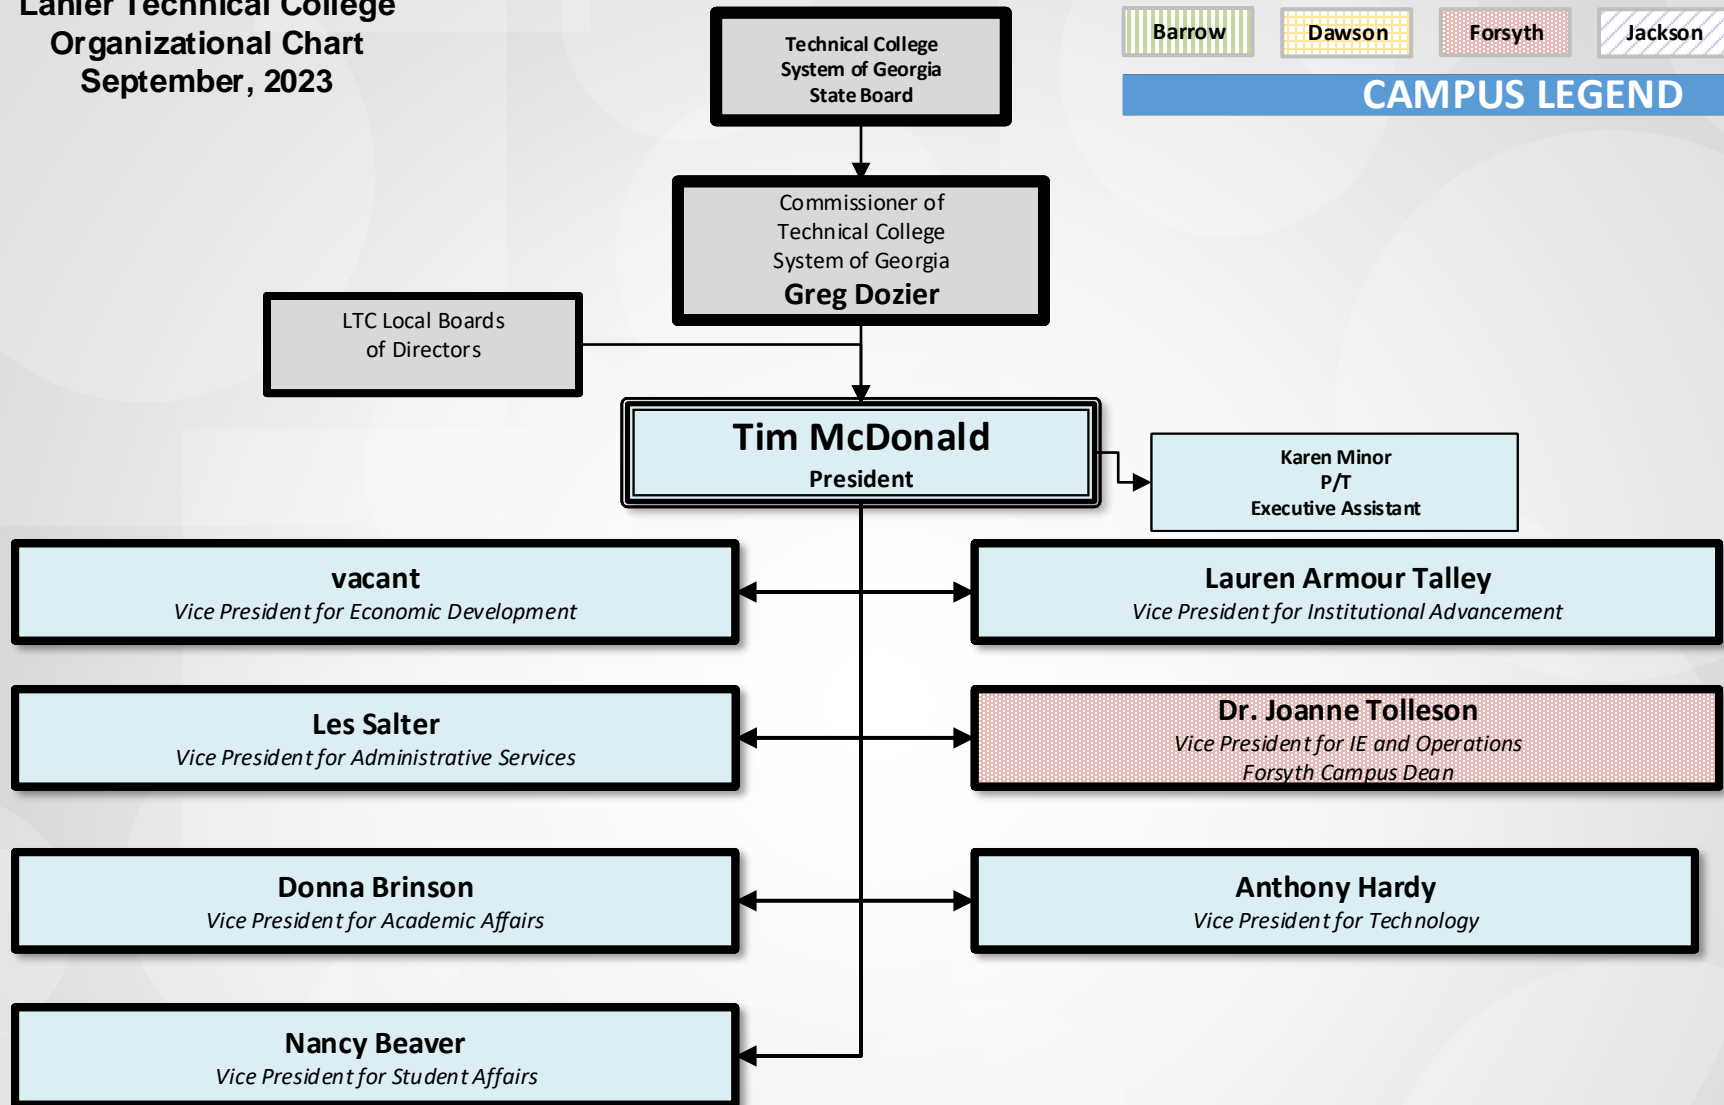 Lanier Technical College
Organizational Chart
September, 2023
Technical College
System of Georgia
State Board
Barrow
Dawson
Forsyth
Jackson
CAMPUS LEGEND
Commissioner of
Technical College
System of Georgia
Greg Dozier
LTC Local Boards
of Directors
Tim McDonald
President
Karen Minor
P/T
Executive Assistant
vacant
Vice President for Economic Development
Lauren Armour Talley
Vice President for Institutional Advancement
Les Salter
Vice President for Administrative Services
Dr. Joanne Tolleson
Vice President for IE and Operations
Forsyth Campus Dean
Donna Brinson
Vice President for Academic Affairs
Anthony Hardy
Vice President for Technology
Nancy Beaver
Vice President for Student Affairs